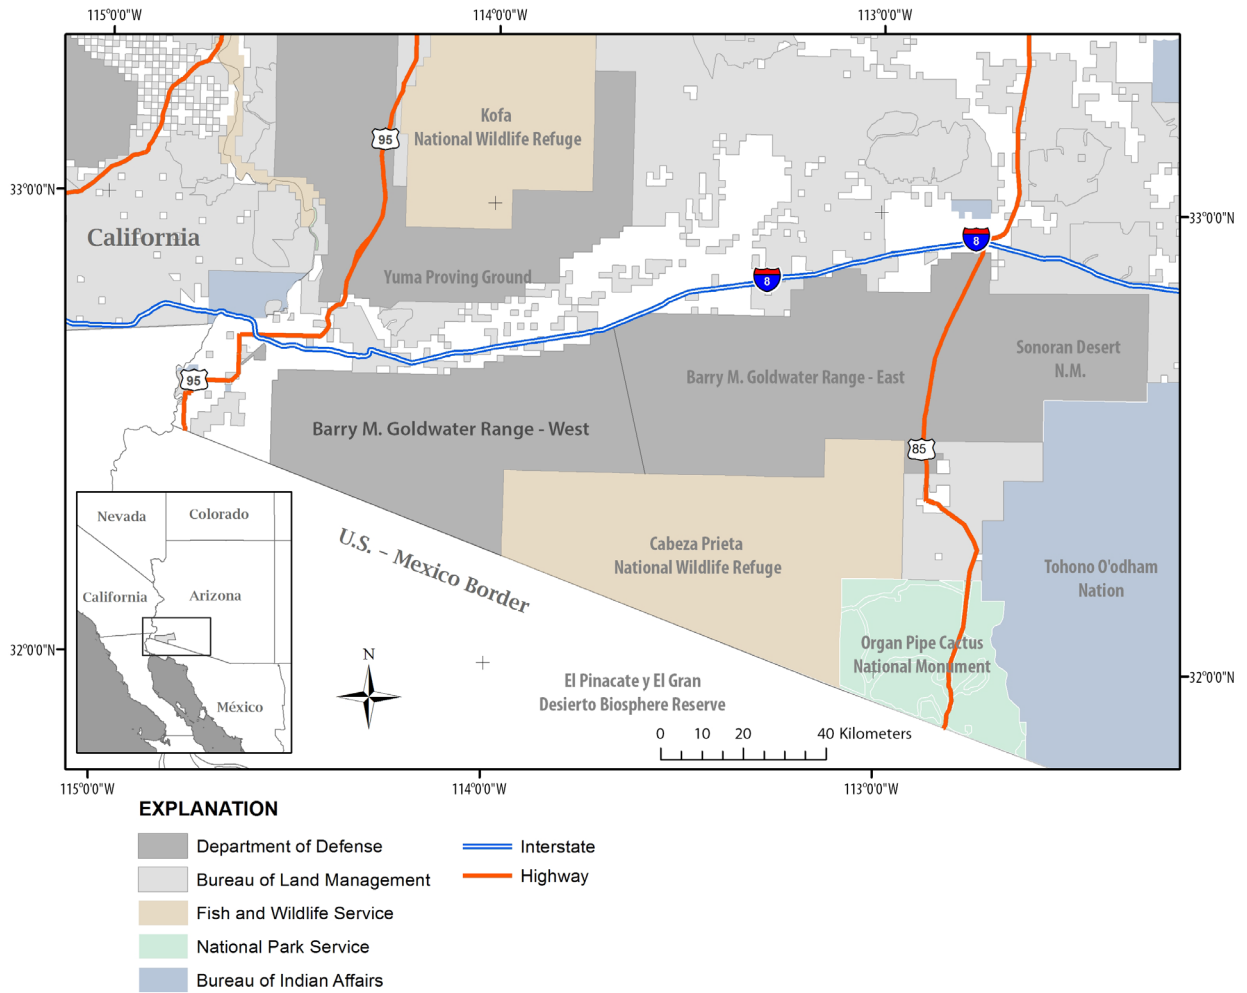 115°0'0"W
114°0'0"W
113°0'0"W
Kofa
National Wildlife Refuge
95
33°0'0"N
33°0'0"N
California
8
Yuma Proving Ground
8
Sonoran Desert
N.M.
Barry M. Goldwater Range - East
95
Barry M. Goldwater Range - West
85
Nevada
Colorado
U.S. – Mexico Border
Cabeza Prieta
National Wildlife Refuge
Tohono O'odham
Nation
California
Arizona
Organ Pipe Cactus
National Monument
32°0'0"N
32°0'0"N
N
El Pinacate y El Gran
Desierto Biosphere Reserve
México
0 10 20 40 Kilometers
115°0'0"W
114°0'0"W
113°0'0"W
EXPLANATION
Department of Defense
Interstate
Bureau of Land Management
Highway
Fish and Wildlife Service
National Park Service
Bureau of Indian Affairs